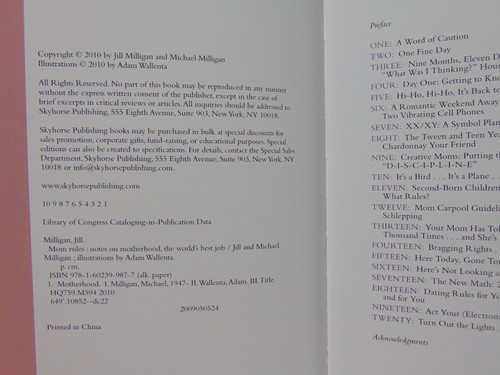 Copyright © 2010 by Jill Milligan and Michael Milligan
Illustrations © 2010 by Adam Wallenta
All Rights Reserved. No part of this book may be reproduced in any manner
without the express written consent of the publisher, except in the case of
brief excerpts in critical reviews or articles. All inquiries should be addressed to
Skyhorse Publishing, 555 Eighth Avenue, Suite 903, New York, NY 10018.
Skyhorse Publishing books may be purchased in bulk at special discounts for
sales promotion, corporate gifts, fund-raising, or educational purposes. Special
editions can also be created to specifications. For details, contact the Special Sales
Department, Skyhorse Publishing, 555 Eighth Avenue, Suite 903, New York, NY
10018 or info@skyhorsepublishing.com.
www.skyhorsepublishing.com
10 9 8 7 6 5 4 3 2 1
Library of Congress Cataloging-in-Publication Data
Milligan, Jill.
Mom rules : notes on motherhood, the world's best job / Jill and Michael
Milligan ; illustrations by Adam Wallenta.
p. cm.
ISBN 978-1-60239-987-7 (alk. paper)
1. Motherhood. I. Milligan, Michael, 1947- II. Wallenta, Adam. III. Title.
HQ759.M594 2010
649'.10852--dc22
2009050524
Printed in China
Preface
ONE: A Word of Caution
TWO: One Fine Day
THREE: Nine Months, Eleven D
"What Was I Thinking?" Hour
FOUR: Day One: Getting to Kno
FIVE: Hi-Ho, Hi-Ho, It's Back to
SIX: A Romantic Weekend Away
Two Vibrating Cell Phones
SEVEN: XX/XY: A Symbol Plan
EIGHT: The Tween and Teen Yea
Chardonnay Your Friend
NINE: Creative Moms: Putting th
"D-I-S-C-I-P-L-I-N-E"
TEN: It's a Bird . . . It's a Plane . .
ELEVEN: Second-Born Children
What Rules?
TWELVE: Mom Carpool Guideli
Schlepping
THIRTEEN: Your Mom Has Tol
Thousand Times . . . and She's
FOURTEEN: Bragging Rights .
FIFTEEN: Here Today, Gone To
SIXTEEN: Here's Not Looking a
SEVENTEEN: The New Math: 2
EIGHTEEN: Dating Rules for Ye
and for You
NINETEEN: Act Your (Electron
TWENTY: Turn Out the Lights .
Acknowledgments